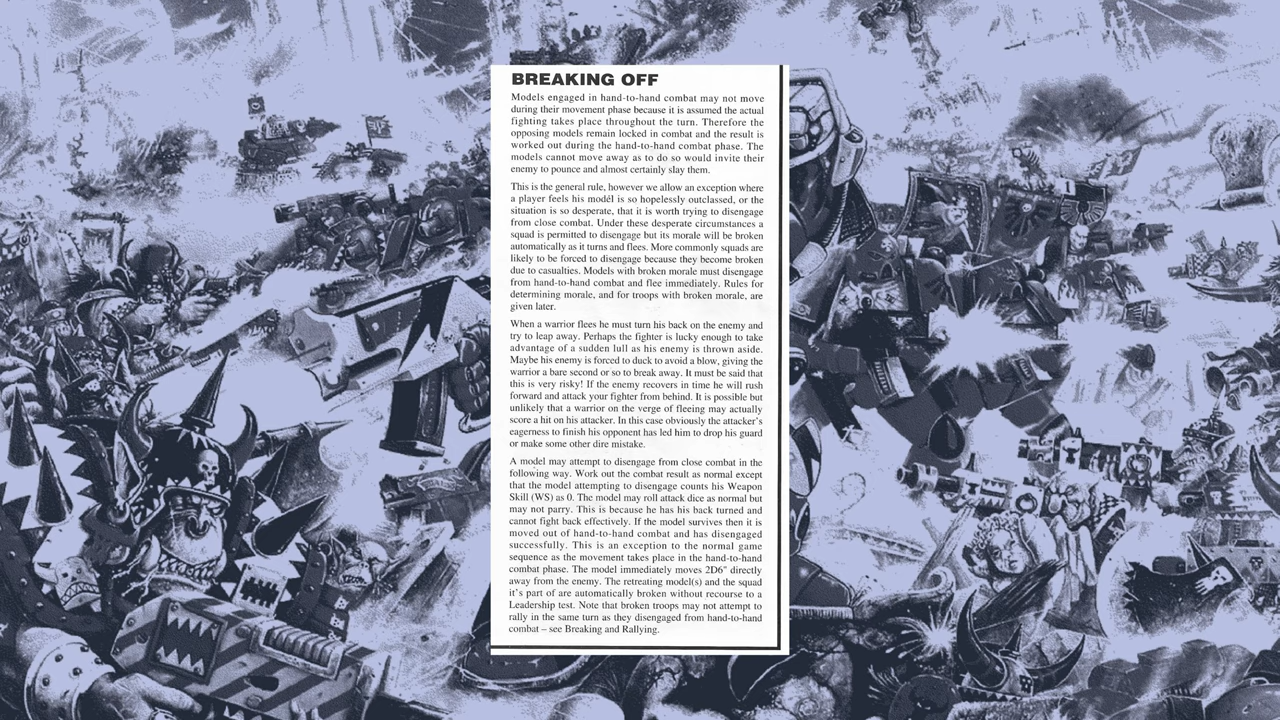 BREAKING OFF
Models engaged in hand-to-hand combat may not move
during their movement phase because it is assumed the actual
fighting takes place throughout the turn. Therefore the
opposing models remain locked in combat and the result is
worked out during the hand-to-hand combat phase. The
models cannot move away as to do so would invite their
enemy to pounce and almost certainly slay them.
This is the general rule, however we allow an exception where
a player feels his model is so hopelessly outclassed, or the
situation is so desperate, that it is worth trying to disengage
from close combat. Under these desperate circumstances a
squad is permitted to disengage but its morale will be broken
automatically as it turns and flees. More commonly squads are
likely to be forced to disengage because they become broken
due to casualties. Models with broken morale must disengage
from hand-to-hand combat and flee immediately. Rules for
determining morale, and for troops with broken morale, are
given later.
When a warrior flees he must turn his back on the enemy and
try to leap away. Perhaps the fighter is lucky enough to take
advantage of a sudden lull as his enemy is thrown aside.
Maybe his enemy is forced to duck to avoid a blow, giving the
warrior a bare second or so to break away. It must be said that
this is very risky! If the enemy recovers in time he will rush
forward and attack your fighter from behind. It is possible but
unlikely that a warrior on the verge of fleeing may actually
score a hit on his attacker. In this case obviously the attacker's
eagerness to finish his opponent has led him to drop his guard
or make some other dire mistake.
A model may attempt to disengage from close combat in the
following way. Work out the combat result as normal except
that the model attempting to disengage counts his Weapon
Skill (WS) as 0. The model may roll attack dice as normal but
may not parry. This is because he has his back turned and
cannot fight back effectively. If the model survives then it is
moved out of hand-to-hand combat and has disengaged
successfully. This is an exception to the normal game
sequence as the movement takes place in the hand-to-hand
combat phase. The model immediately moves 2D6" directly
away from the enemy. The retreating model(s) and the squad
it's part of are automatically broken without recourse to a
Leadership test. Note that broken troops may not attempt to
rally in the same turn as they disengaged from hand-to-hand
combat – see Breaking and Rallying.